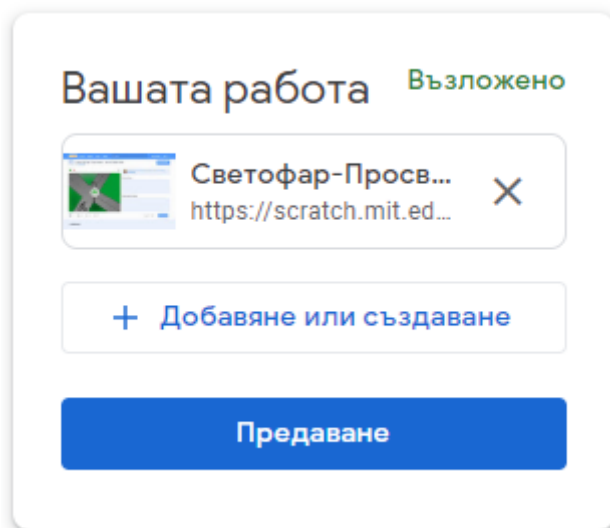 Вашата работа
Възложено
Светофар-Просв...
https://scratch.mit.ed...
+ Добавяне или създаване
Предаване